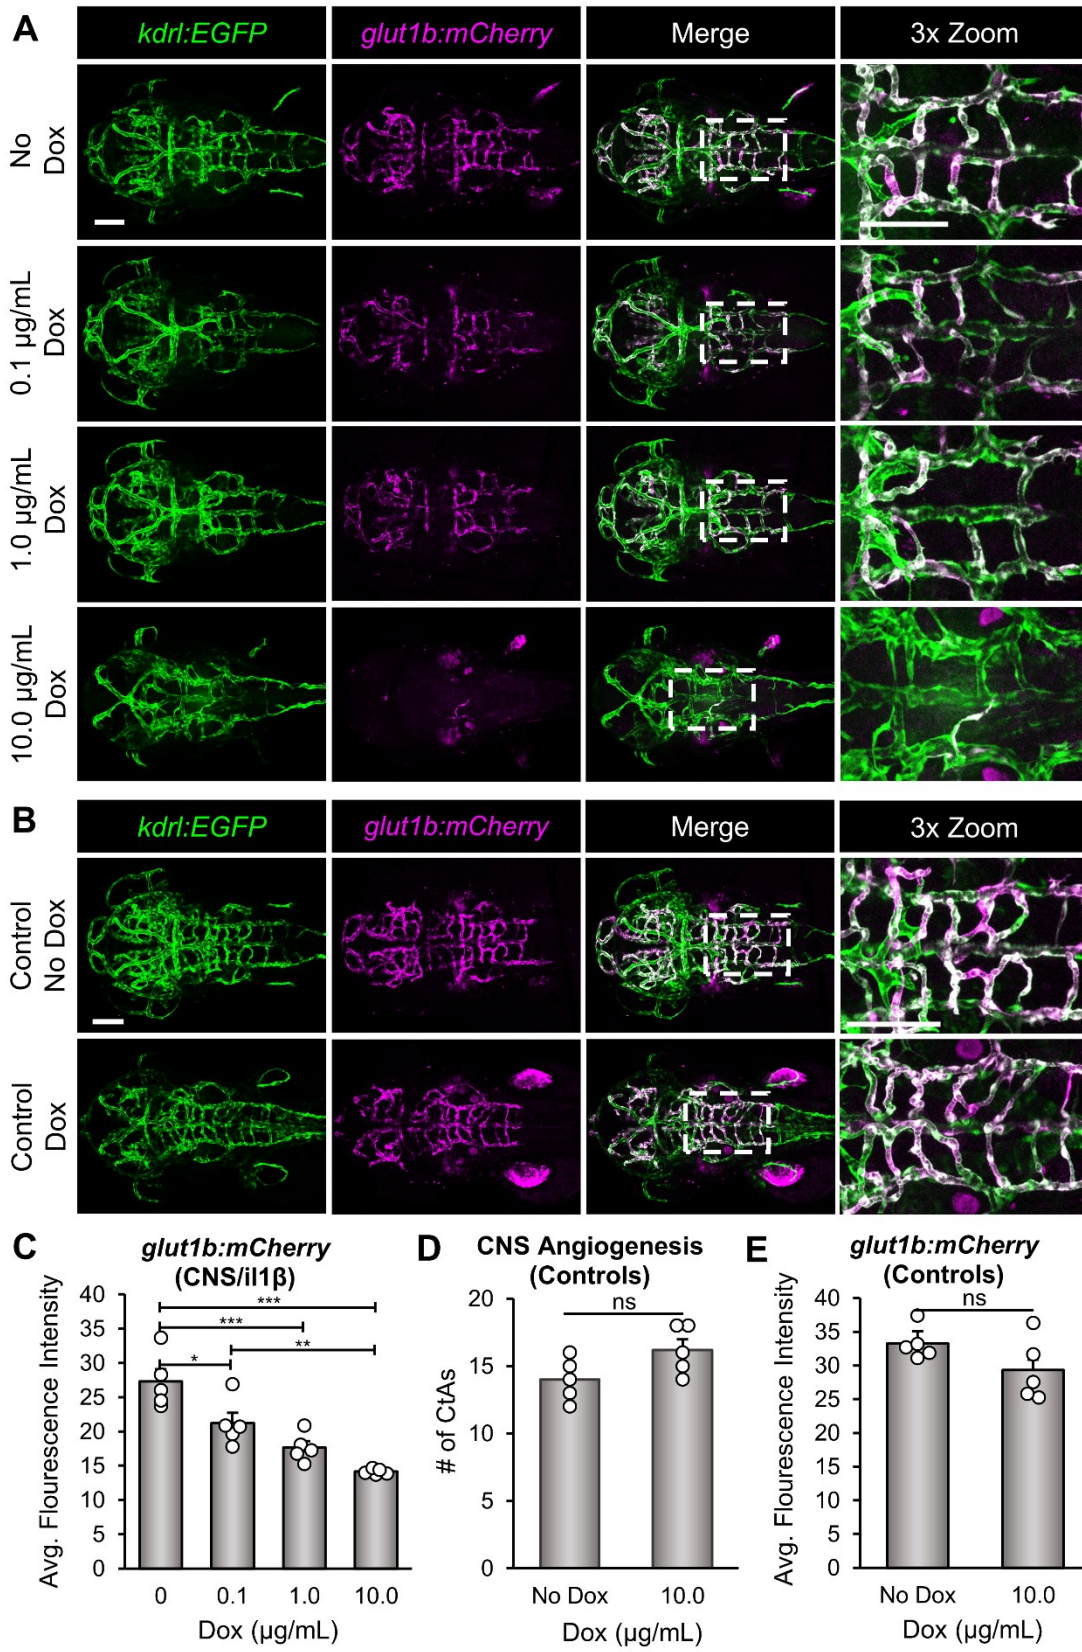 A
kdrl:EGFP
glut1b:mCherry
Merge
3x Zoom
No
Dox
0.1 µg/mL
Dox
1.0 µg/mL
Dox
10.0 µg/mL
Dox
B
kdrl:EGFP
glut1b:mCherry
Merge
3x Zoom
Control
No Dox
Control
Dox
C
glut1b:mCherry
(CNS/il1β)
Avg. Flourescence Intensity
40
35
30
25
20
15
10
5
0
***
***
*
**
0 0.1 1.0 10.0
Dox (µg/mL)
D
CNS Angiogenesis
(Controls)
# of CtAs
20
15
10
5
0
ns
No Dox 10.0
Dox (µg/mL)
E
glut1b:mCherry
(Controls)
Avg. Flourescence Intensity
40
35
30
25
20
15
10
5
0
ns
No Dox 10.0
Dox (µg/mL)